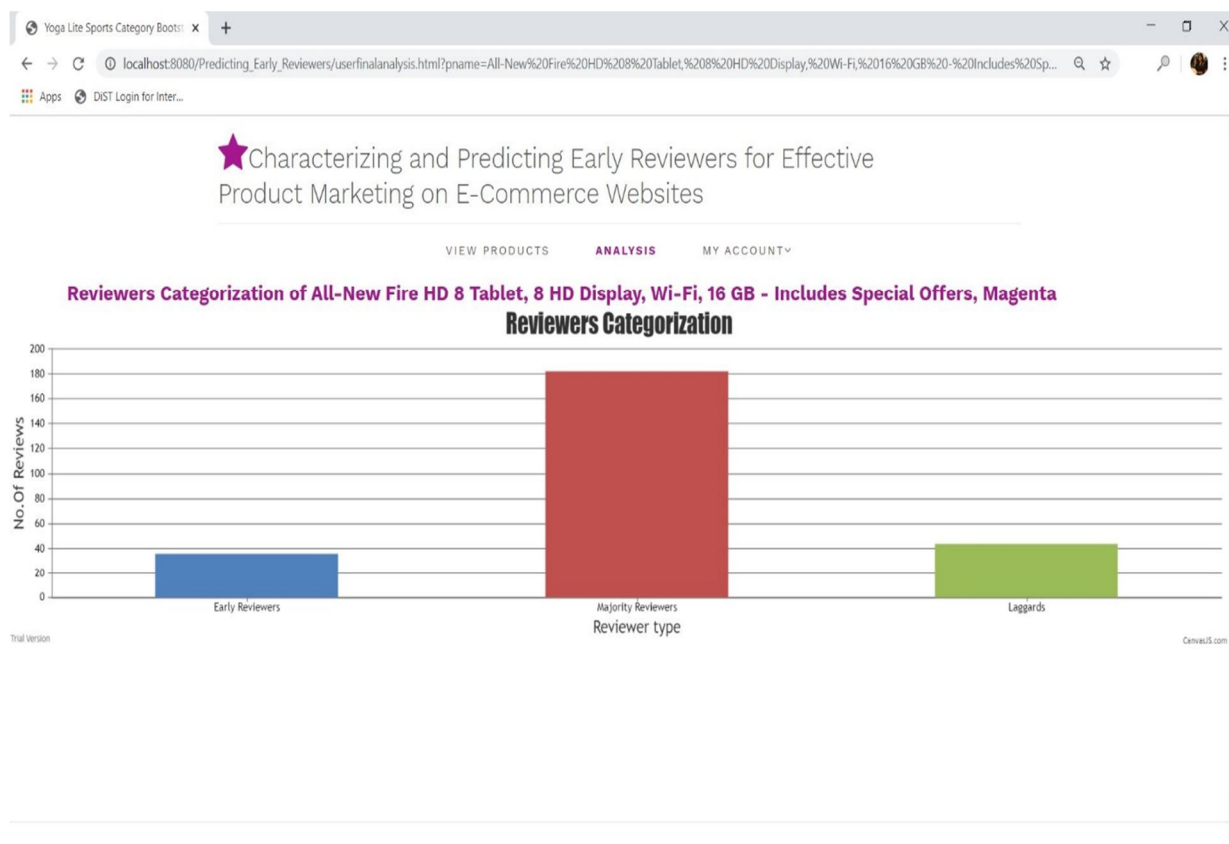 Yoga Lite Sports Category Boots
localhost:8080/Predicting_Early_Reviewers/userfinalanalysis.html?pname=All-New%20Fire%20HD%208%20Tablet,%208%20HD%20Display,%20Wi-Fi,%2016%20GB%20-%20Includes%20Sp...
Apps DiST Login for Inter...
Characterizing and Predicting Early Reviewers for Effective
Product Marketing on E-Commerce Websites
VIEW PRODUCTS ANALYSIS MY ACCOUNT
Reviewers Categorization of All-New Fire HD 8 Tablet, 8 HD Display, Wi-Fi, 16 GB - Includes Special Offers, Magenta
Reviewers Categorization
No.Of Reviews
200
180
160
140
120
100
80
60
40
20
0
Early Reviewers Majority Reviewers Laggards
Reviewer type
Trial Version CanvasJS.com